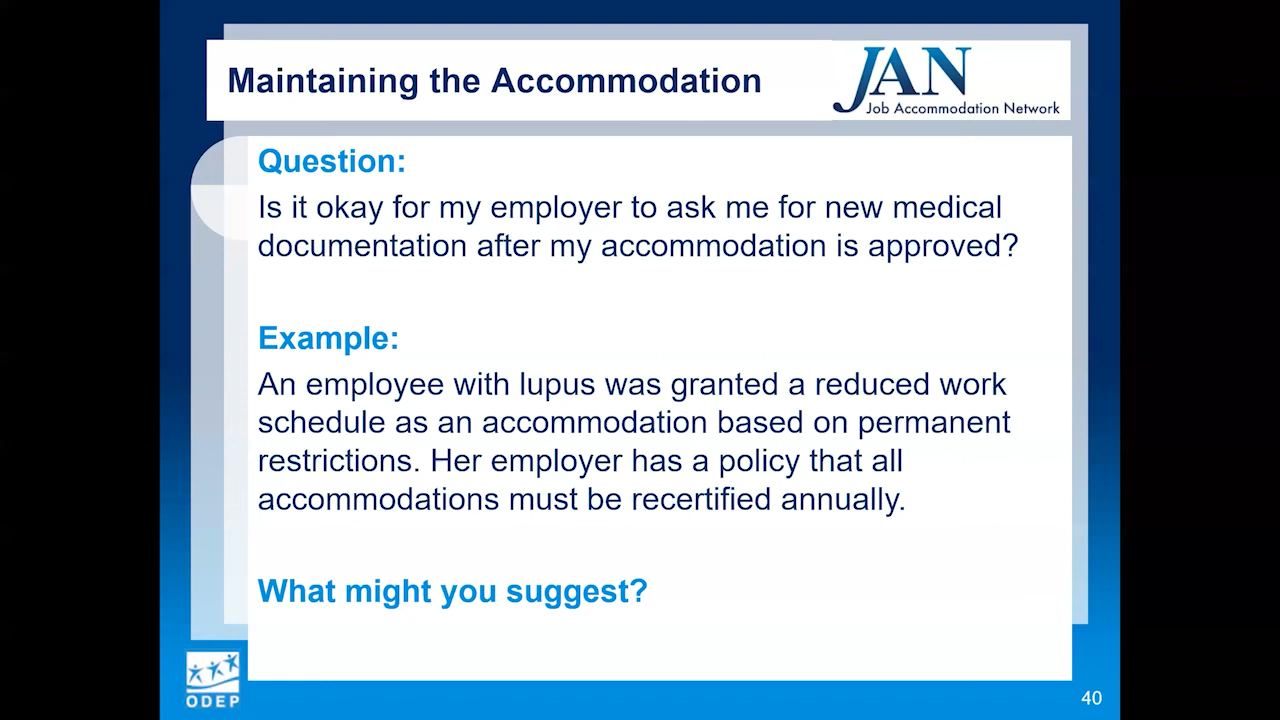 Maintaining the Accommodation
JAN
Job Accommodation Network
Question:
Is it okay for my employer to ask me for new medical
documentation after my accommodation is approved?
Example:
An employee with lupus was granted a reduced work
schedule as an accommodation based on permanent
restrictions. Her employer has a policy that all
accommodations must be recertified annually.
What might you suggest?
ODEP
40